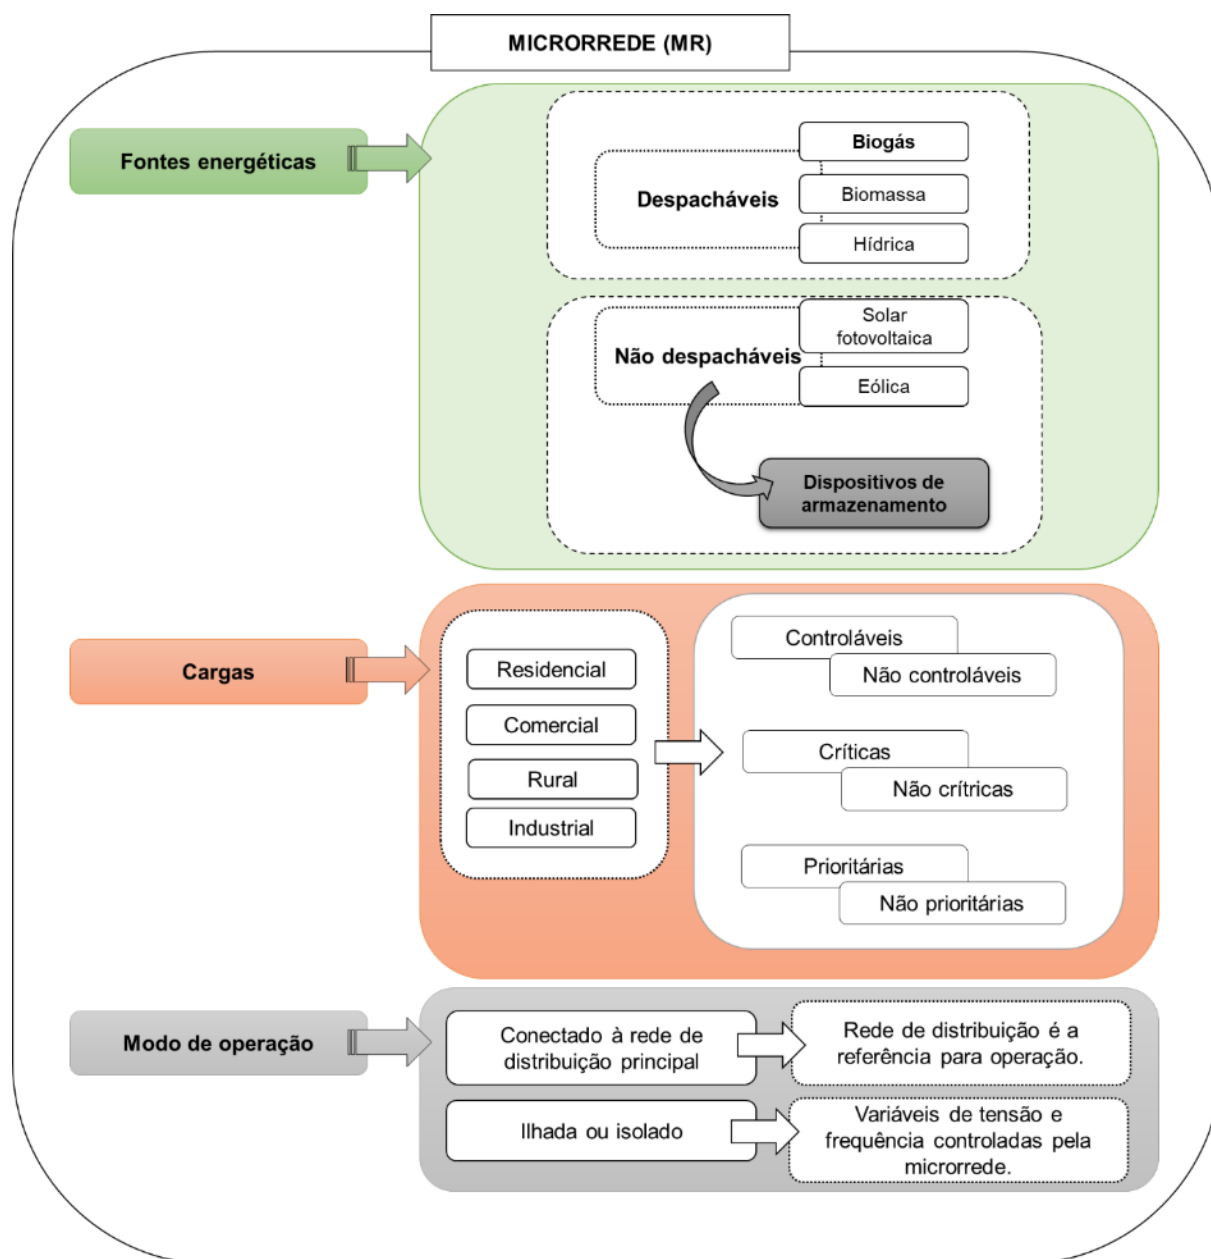 MICRORREDE (MR)
Fontes energéticas
Despacháveis
Biogás
Biomassa
Hídrica
Não despacháveis
Solar
fotovoltaica
Eólica
Dispositivos de
armazenamento
Cargas
Residencial
Comercial
Rural
Industrial
Controláveis
Não controláveis
Críticas
Não crítricas
Prioritárias
Não prioritárias
Modo de operação
Conectado à rede de
distribuição principal
Rede de distribuição é a
referência para operação.
Ilhada ou isolado
Variáveis de tensão e
frequência controladas pela
microrrede.